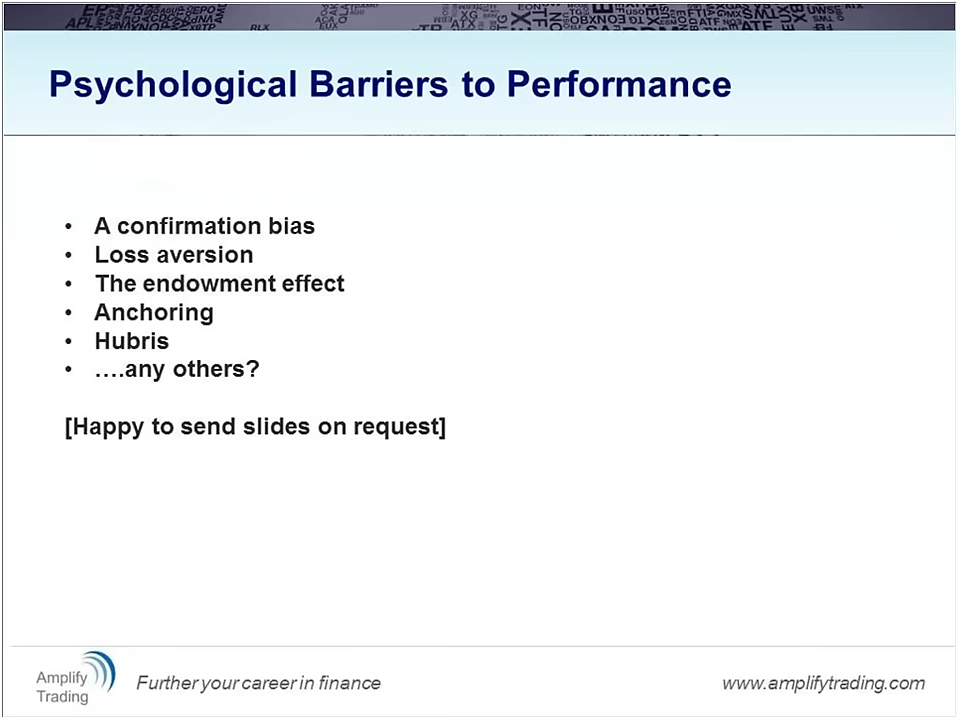 Psychological Barriers to Performance
• A confirmation bias
• Loss aversion
• The endowment effect
• Anchoring
• Hubris
• ….any others?
[Happy to send slides on request]
Amplify
Trading
Further your career in finance
www.amplifytrading.com